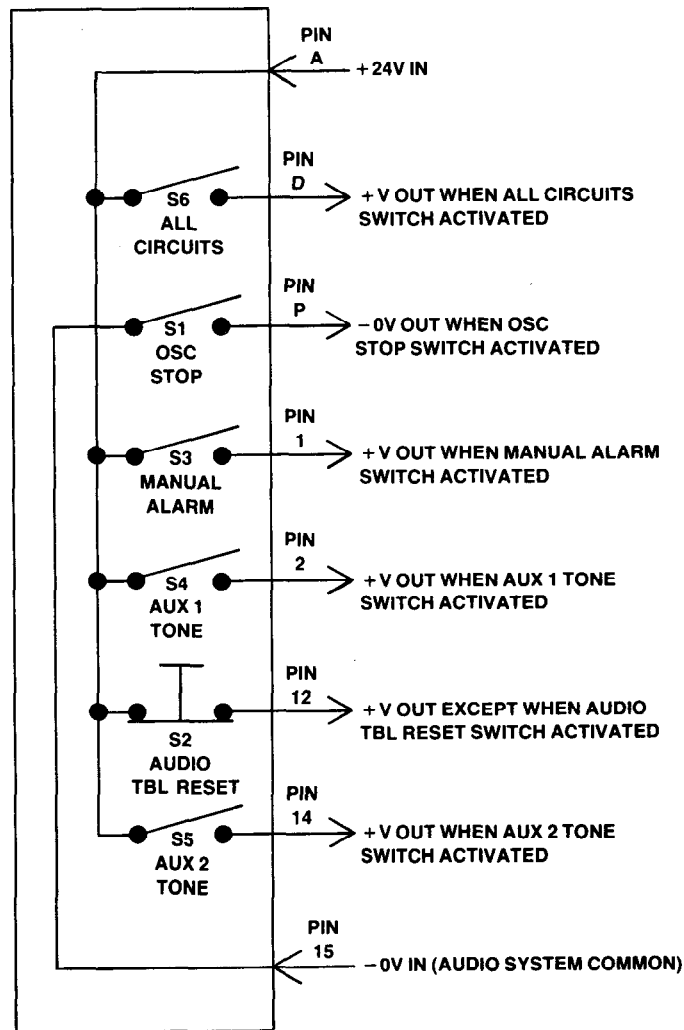 PIN
A
+24V IN
PIN
D
S6
ALL
CIRCUITS
+V OUT WHEN ALL CIRCUITS
SWITCH ACTIVATED
PIN
P
S1
OSC
STOP
-0V OUT WHEN OSC
STOP SWITCH ACTIVATED
PIN
1
S3
MANUAL
ALARM
+V OUT WHEN MANUAL ALARM
SWITCH ACTIVATED
PIN
2
S4
AUX 1
TONE
+V OUT WHEN AUX 1 TONE
SWITCH ACTIVATED
PIN
12
S2
AUDIO
TBL RESET
+V OUT EXCEPT WHEN AUDIO
TBL RESET SWITCH ACTIVATED
PIN
14
S5
AUX 2
TONE
+V OUT WHEN AUX 2 TONE
SWITCH ACTIVATED
PIN
15
-0V IN (AUDIO SYSTEM COMMON)